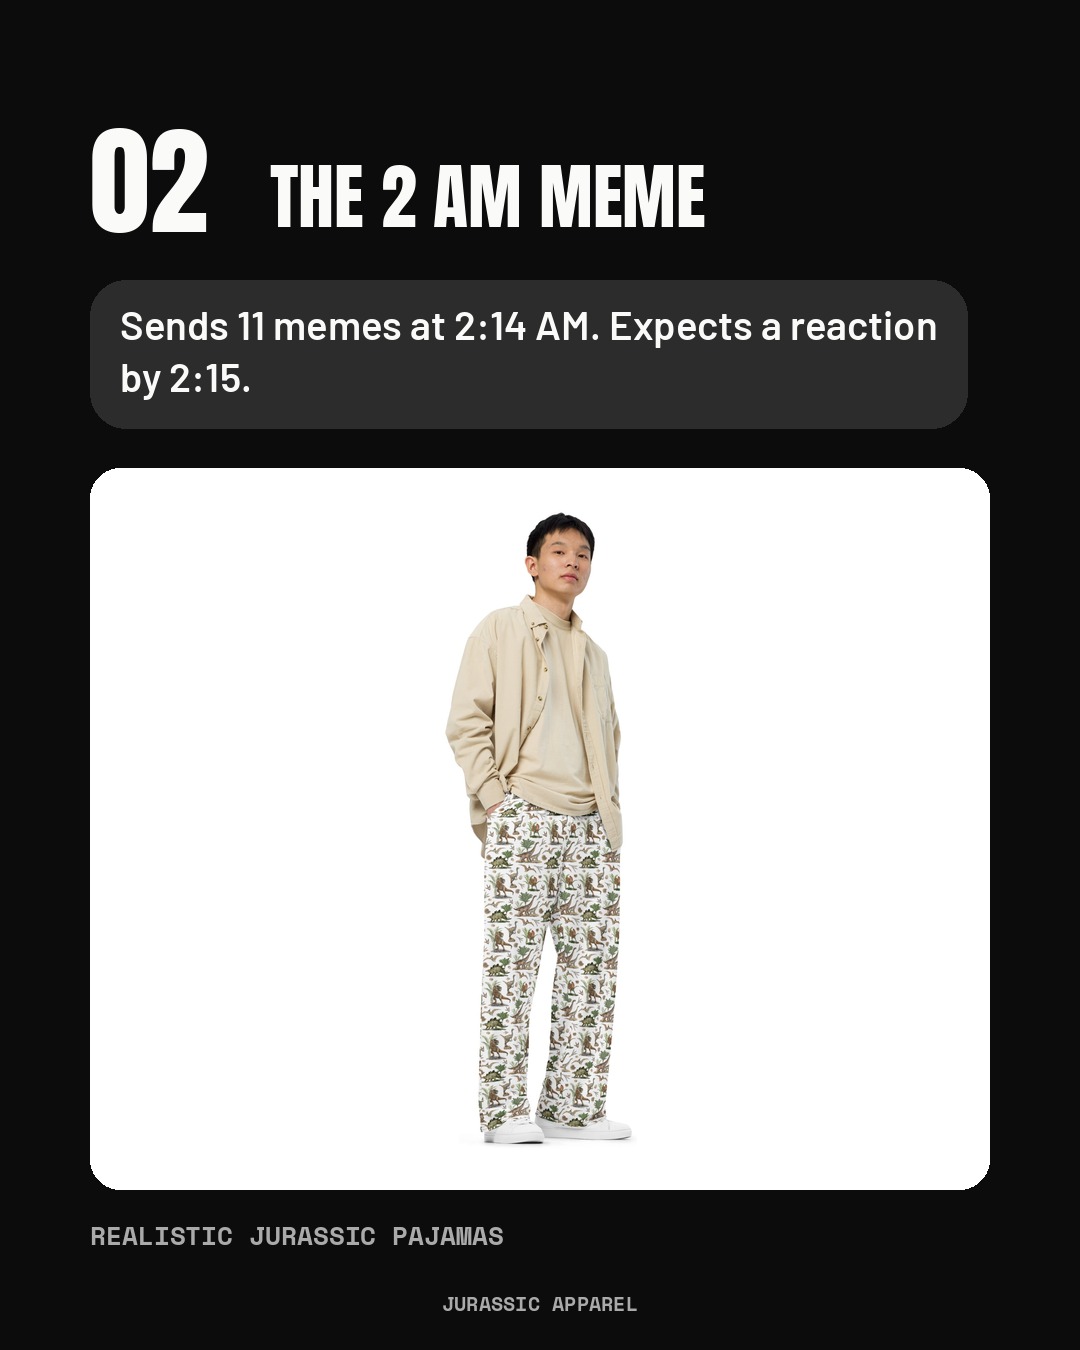 02 THE 2 AM MEME
Sends 11 memes at 2:14 AM. Expects a reaction
by 2:15.
REALISTIC JURASSIC PAJAMAS
JURASSIC APPAREL